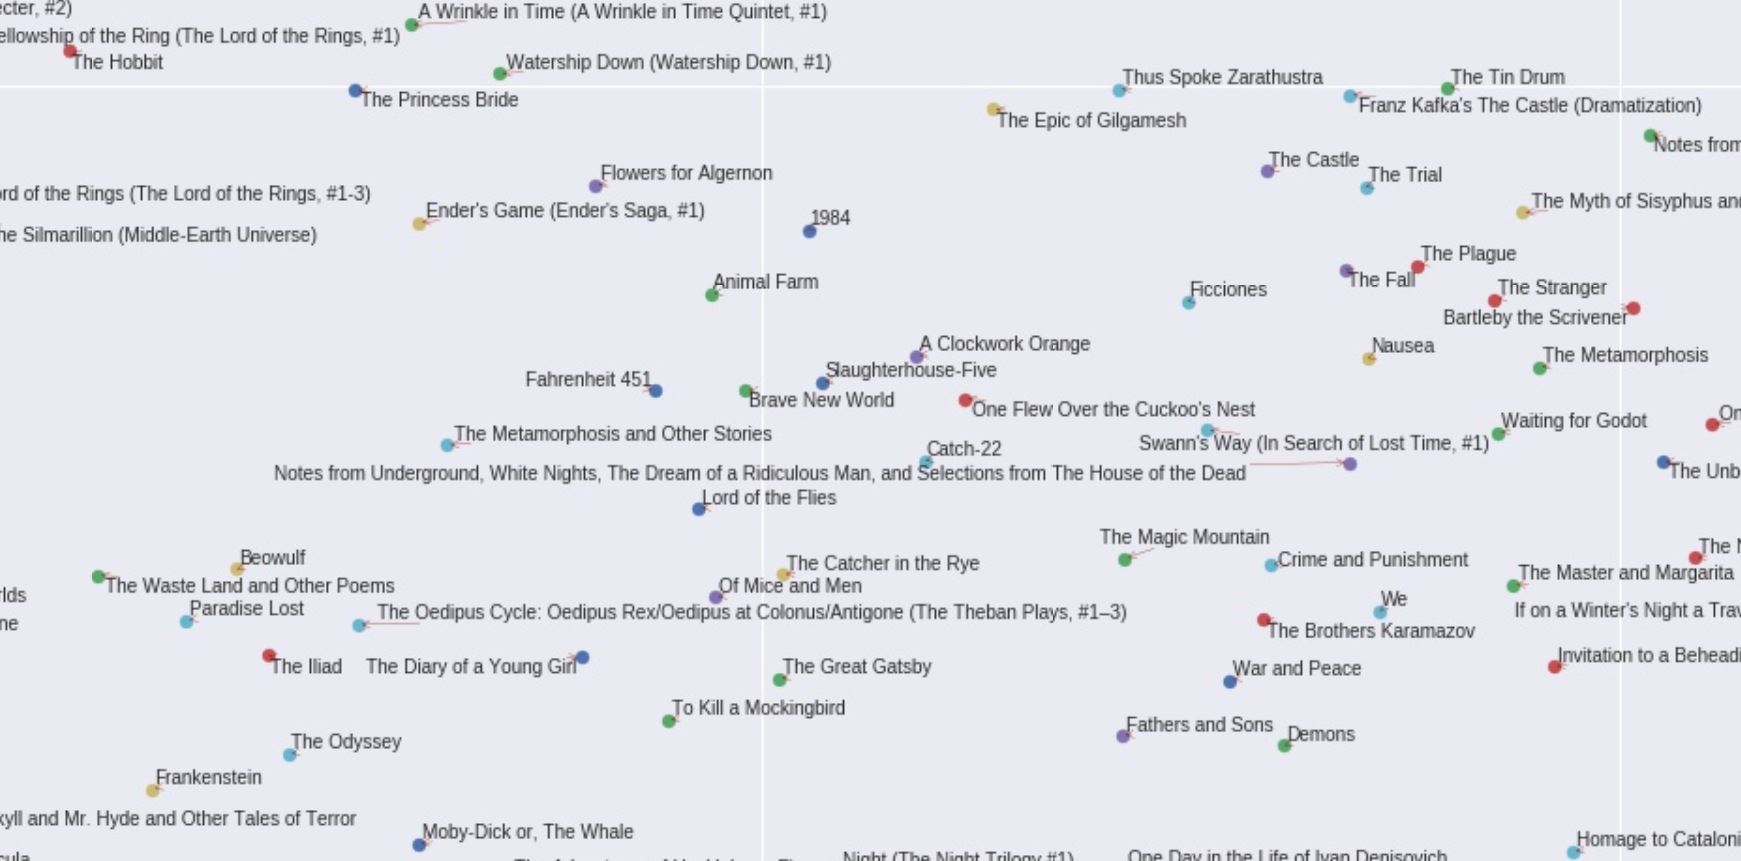 ecter, #2)
A Wrinkle in Time (A Wrinkle in Time Quintet, #1)
ellowship of the Ring (The Lord of the Rings, #1)
The Hobbit
Watership Down (Watership Down, #1)
Thus Spoke Zarathustra
The Tin Drum
The Princess Bride
Franz Kafka's The Castle (Dramatization)
The Epic of Gilgamesh
Notes from
The Castle
Flowers for Algernon
The Trial
ord of the Rings (The Lord of the Rings, #1-3)
The Myth of Sisyphus and
Ender's Game (Ender's Saga, #1)
1984
he Silmarillion (Middle-Earth Universe)
The Plague
Animal Farm
The Fall
Ficciones
The Stranger
Bartleby the Scrivener
A Clockwork Orange
Nausea
The Metamorphosis
Slaughterhouse-Five
Fahrenheit 451
Brave New World
One Flew Over the Cuckoo's Nest
On
Waiting for Godot
The Metamorphosis and Other Stories
Swann's Way (In Search of Lost Time, #1)
Catch-22
The Unb
Notes from Underground, White Nights, The Dream of a Ridiculous Man, and Selections from The House of the Dead
Lord of the Flies
The Magic Mountain
The
Beowulf
Crime and Punishment
The Catcher in the Rye
The Master and Margarita
The Waste Land and Other Poems
Of Mice and Men
rlds
We
Paradise Lost
If on a Winter's Night a Trav
The Oedipus Cycle: Oedipus Rex/Oedipus at Colonus/Antigone (The Theban Plays, #1–3)
ne
The Brothers Karamazov
Invitation to a Beheadi
The Iliad
The Diary of a Young Girl
The Great Gatsby
War and Peace
To Kill a Mockingbird
Fathers and Sons
Demons
The Odyssey
Frankenstein
kyll and Mr. Hyde and Other Tales of Terror
Moby-Dick or, The Whale
Homage to Cataloni
cula
Night (The Night Trilogy #1)
One Day in the Life of Ivan Denisovich